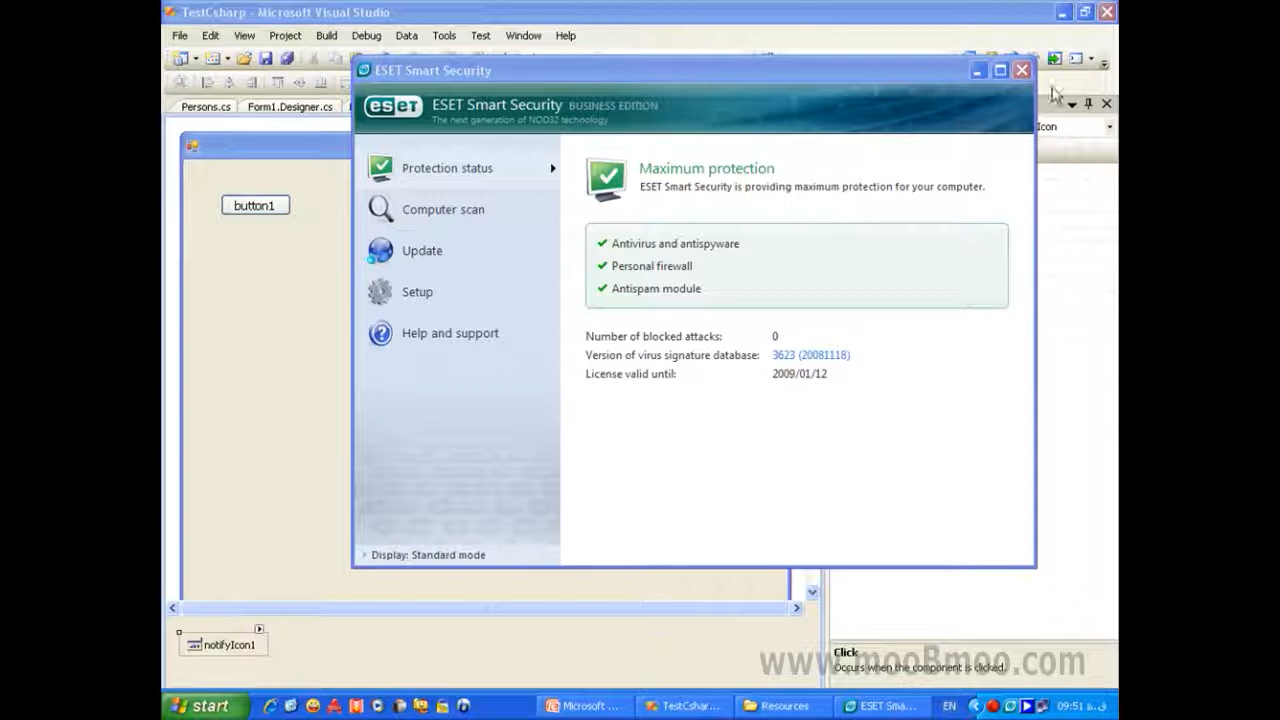 TestCsharp - Microsoft Visual Studio
File Edit View Project Build Debug Data Tools Test Window Help
ESET Smart Security
Persons.cs Form1.Designer.cs
eset ESET Smart Security BUSINESS EDITION
The next generation of NOD32 technology
Icon
button1
Protection status
Computer scan
Update
Setup
Help and support
Display: Standard mode
Maximum protection
ESET Smart Security is providing maximum protection for your computer.
Antivirus and antispyware
Personal firewall
Antispam module
Number of blocked attacks: 0
Version of virus signature database: 3623 (20081118)
License valid until: 2009/01/12
notifyIcon1
Click
Occurs when the component is clicked.
www.mooBmoo.com
start Microsoft ... TestCshar... Resources ESET Sma... EN 09:51 ق.ظ